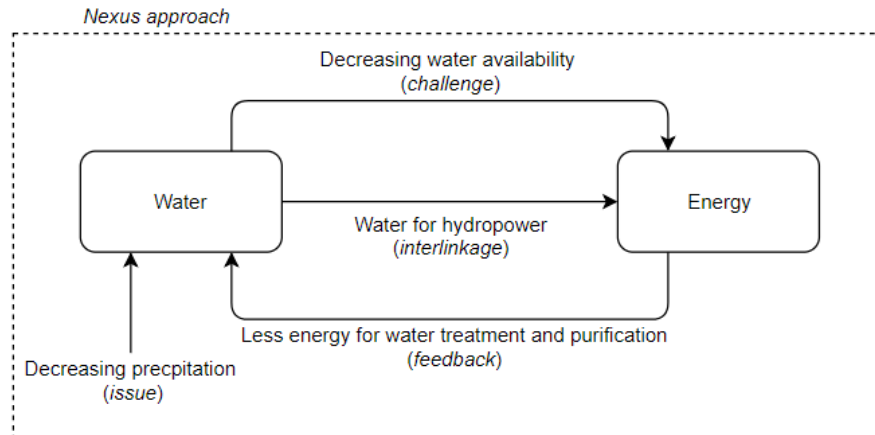 Nexus approach
Decreasing water availability
(challenge)
Water
Energy
Water for hydropower
(interlinkage)
Less energy for water treatment and purification
(feedback)
Decreasing precpitation
(issue)